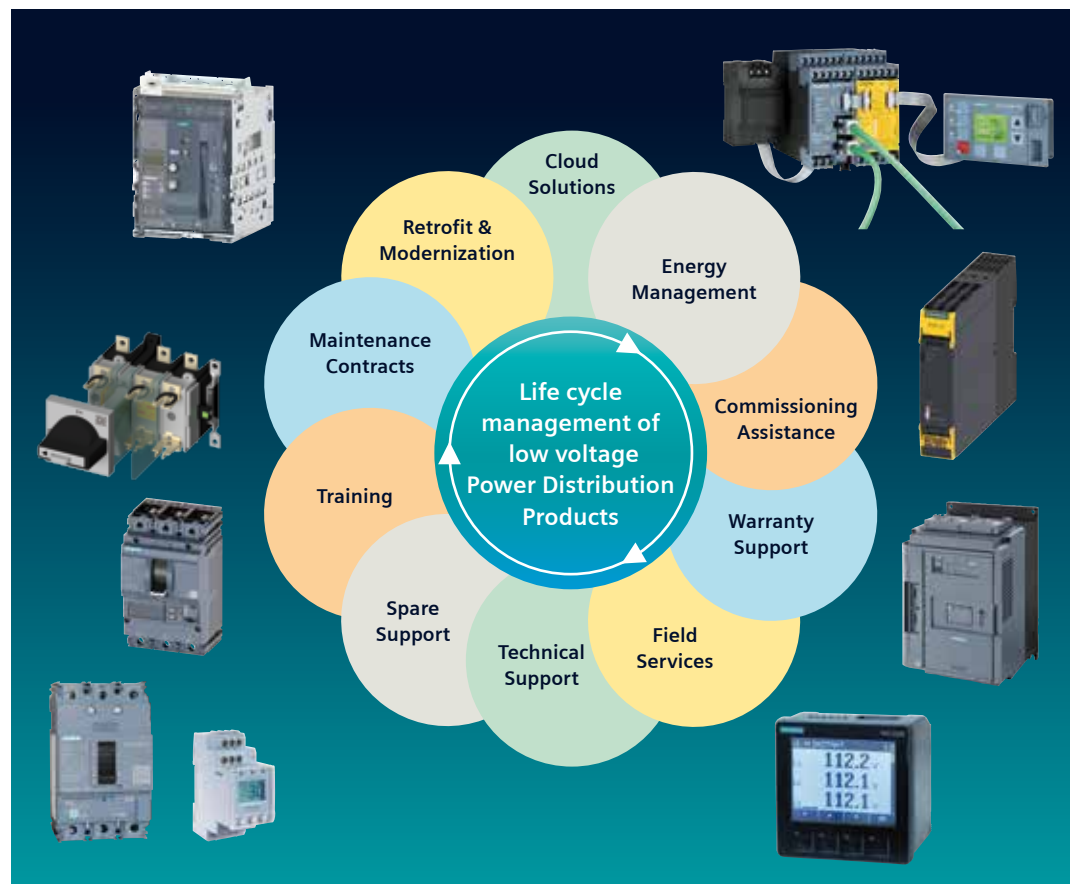 Cloud
Solutions
Retrofit &
Modernization
Energy
Management
Maintenance
Contracts
Commissioning
Assistance
Life cycle
management of
low voltage
Power Distribution
Products
Training
Warranty
Support
Spare
Support
Field
Services
Technical
Support
112.2
112.1
112.1